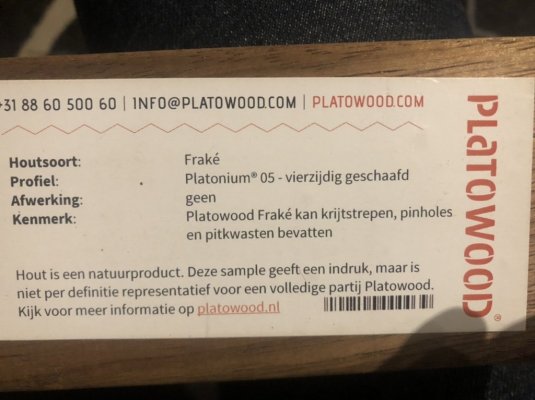 +31 88 60 500 60 | INFO@PLATOWOOD.COM | PLATOWOOD.COM
PLATOWOOD®
Houtsoort: Fraké
Profiel: Platonium® 05 - vierzijdig geschaafd
Afwerking: geen
Kenmerk: Platowood Fraké kan krijtstrepen, pinholes
en pitkwasten bevatten
Hout is een natuurproduct. Deze sample geeft een indruk, maar is
niet per definitie representatief voor een volledige partij Platowood.
Kijk voor meer informatie op platowood.nl